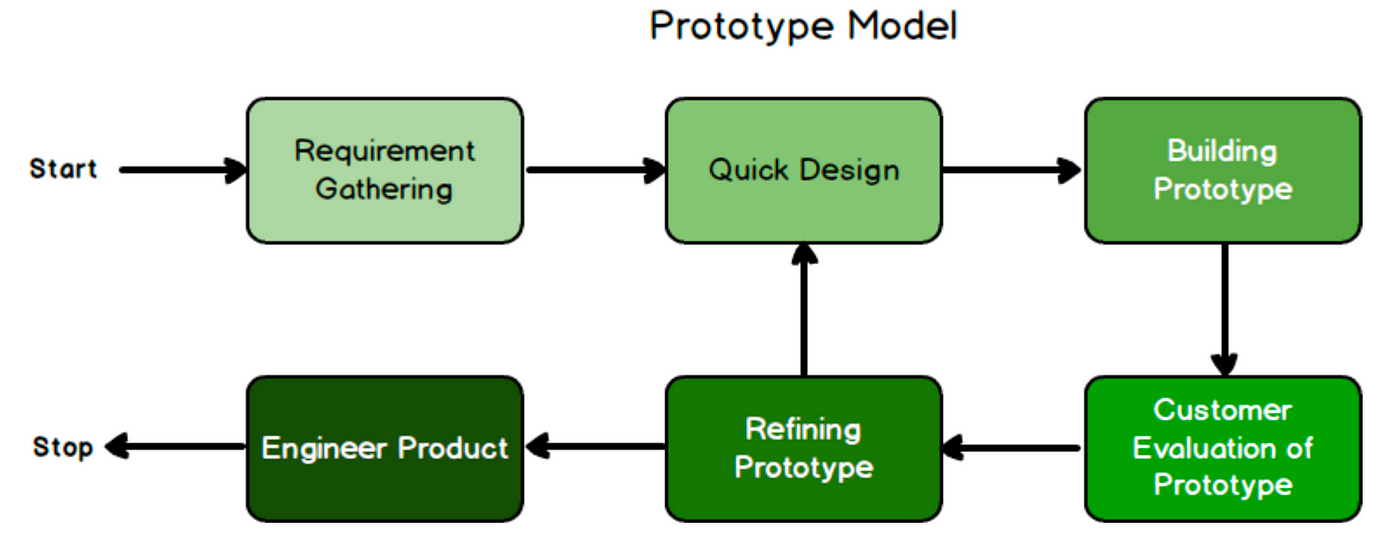 Prototype Model
Start
Requirement
Gathering
Quick Design
Building
Prototype
Stop
Engineer Product
Refining
Prototype
Customer
Evaluation of
Prototype